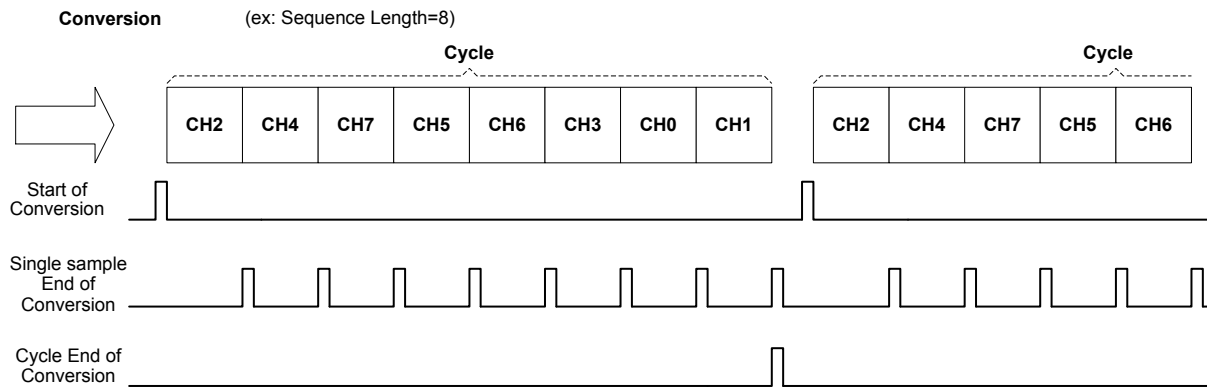 Conversion (ex: Sequence Length=8)
Cycle Cycle
CH2 CH4 CH7 CH5 CH6 CH3 CH0 CH1 CH2 CH4 CH7 CH5 CH6
Start of
Conversion
Single sample
End of
Conversion
Cycle End of
Conversion